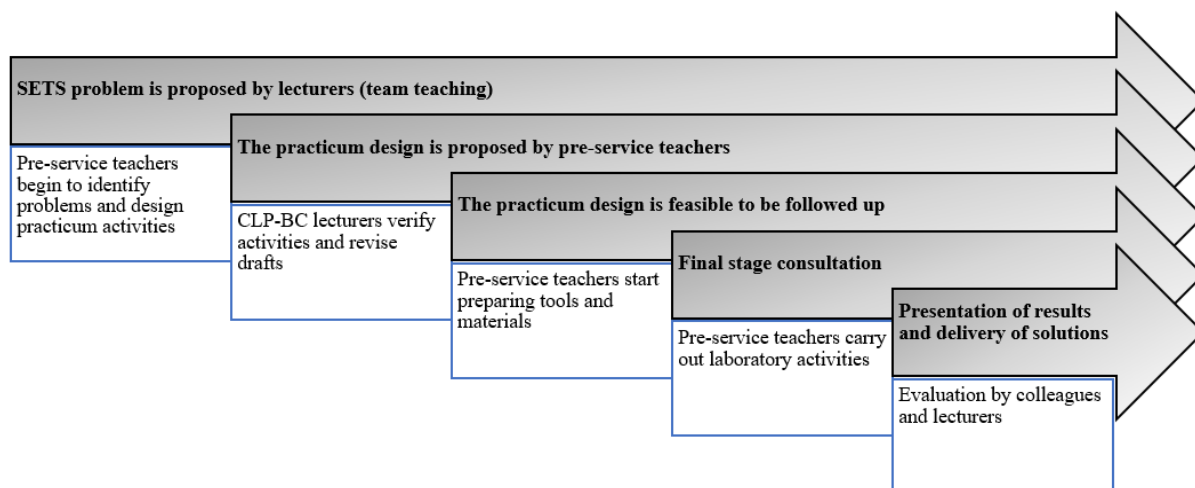 SETS problem is proposed by lecturers (team teaching)
Pre-service teachers
begin to identify
problems and design
practicum activities
The practicum design is proposed by pre-service teachers
CLP-BC lecturers verify
activities and revise
drafts
The practicum design is feasible to be followed up
Pre-service teachers start
preparing tools and
materials
Final stage consultation
Pre-service teachers carry
out laboratory activities
Presentation of results
and delivery of solutions
Evaluation by colleagues
and lecturers